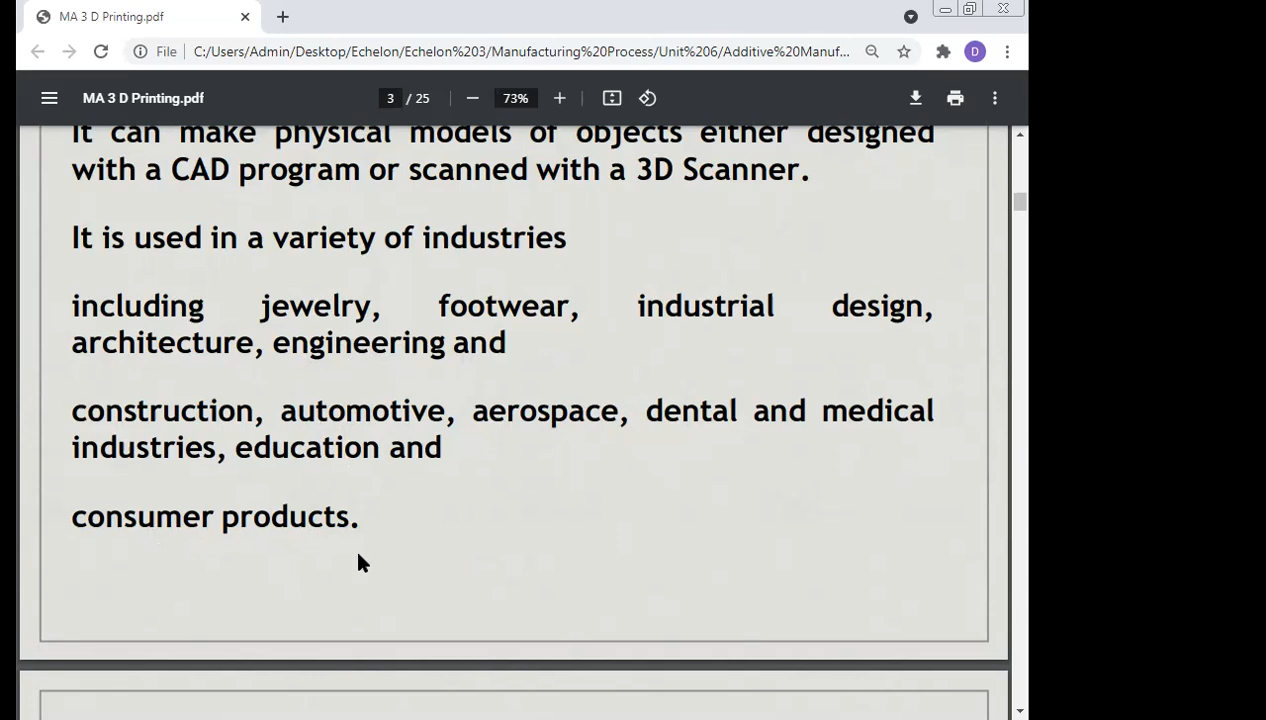 MA 3 D Printing.pdf
File C:/Users/Admin/Desktop/Echelon/Echelon%203/Manufacturing%20Process/Unit%206/Additive%20Manuf...
D
MA 3 D Printing.pdf 3 / 25 73%
It can make physical models of objects either designed
with a CAD program or scanned with a 3D Scanner.
It is used in a variety of industries
including jewelry, footwear, industrial design,
architecture, engineering and
construction, automotive, aerospace, dental and medical
industries, education and
consumer products.